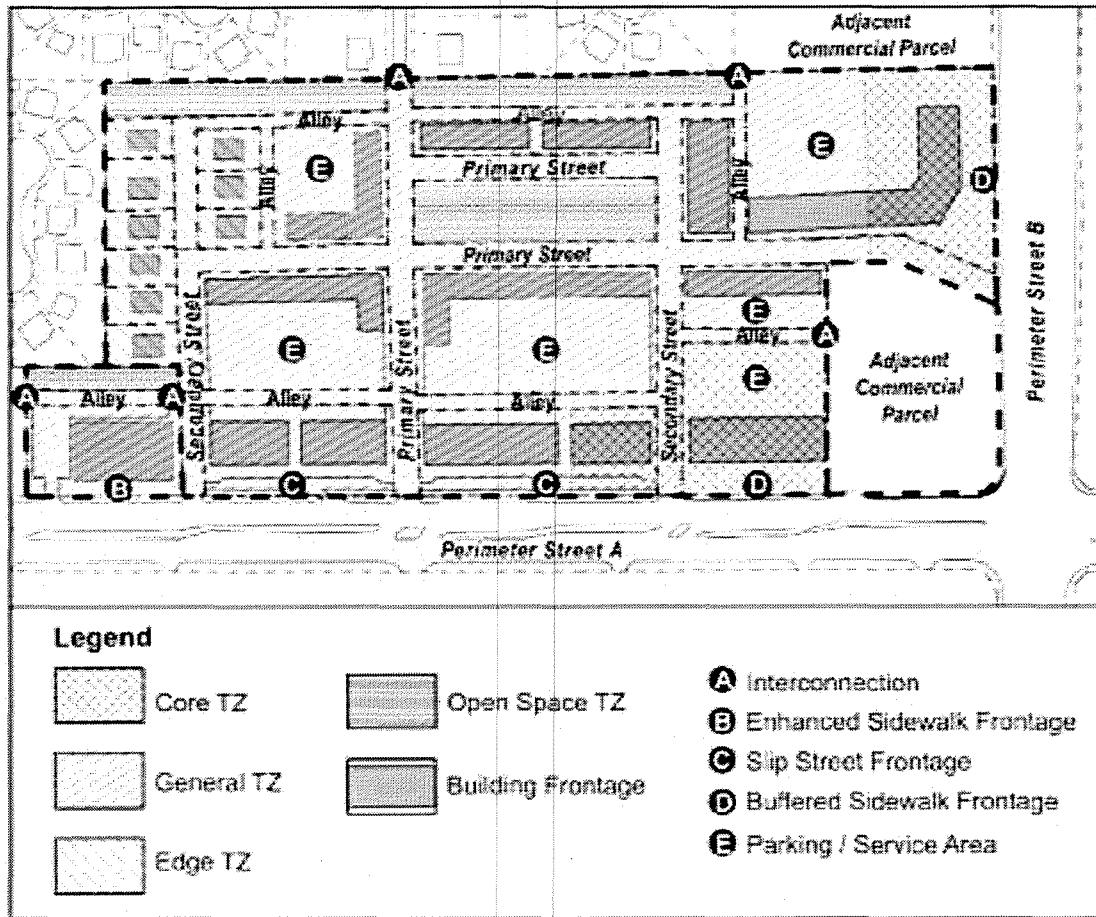 Adjacent
Commercial Parcel
A
A
Alley
Alley
E
E
Alley
Primary Street
Alley
D
Primary Street
Perimeter Street B
Secondary Street
E
Alley
A
E
E
Primary Street
Secondary Street
E
Adjacent
Commercial
Parcel
A
Alley
A
Alley
Alley
B
C
C
D
Perimeter Street A
Legend
Core TZ
General TZ
Edge TZ
Open Space TZ
Building Frontage
A Interconnection
B Enhanced Sidewalk Frontage
C Slip Street Frontage
D Buffered Sidewalk Frontage
E Parking / Service Area